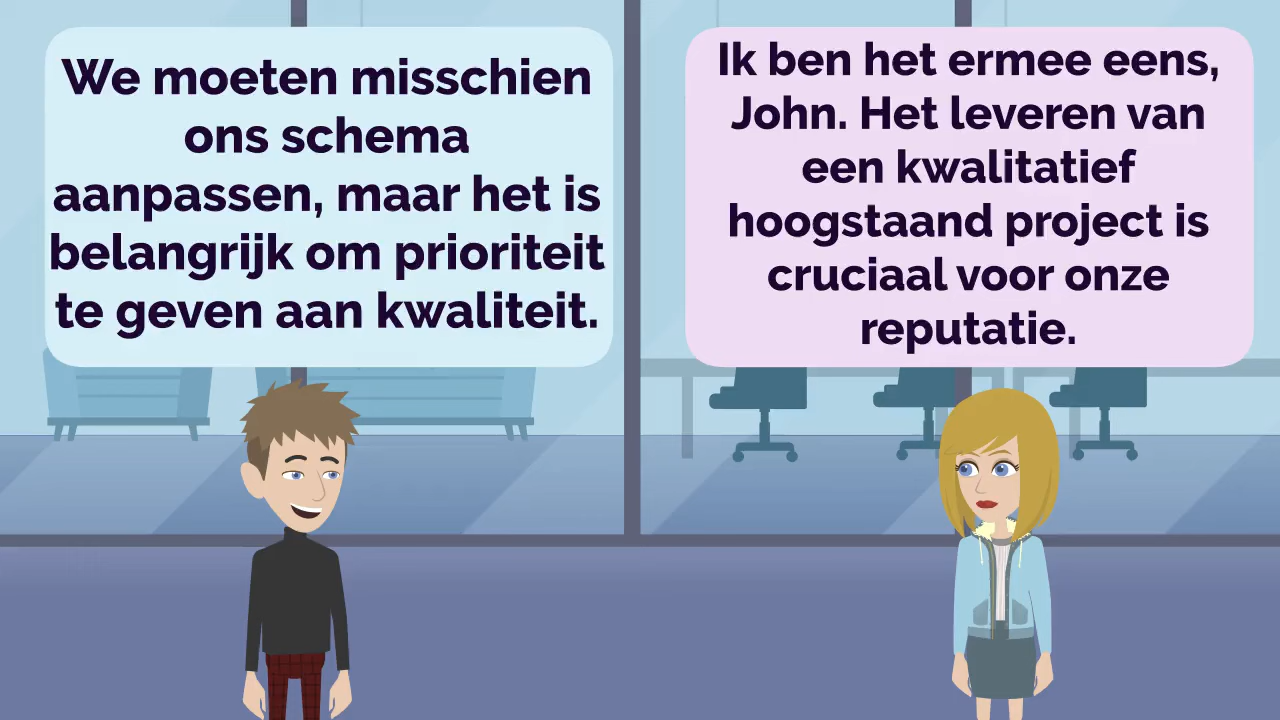 We moeten misschien
ons schema
aanpassen, maar het is
belangrijk om prioriteit
te geven aan kwaliteit.
Ik ben het ermee eens,
John. Het leveren van
een kwalitatief
hoogstaand project is
cruciaal voor onze
reputatie.